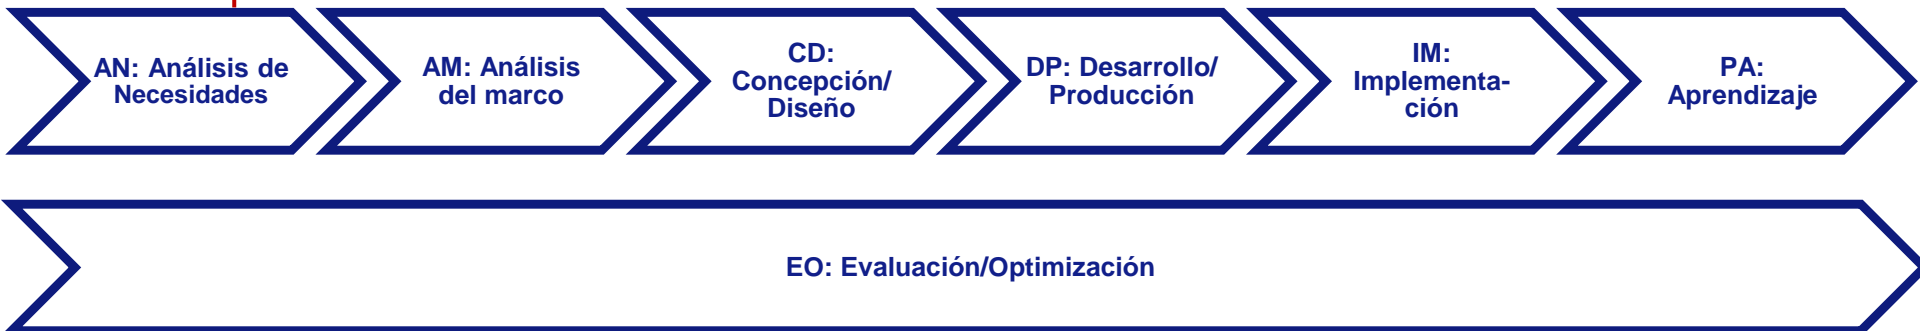 AN: Análisis de
Necesidades
AM: Análisis
del marco
CD:
Concepción/
Diseño
DP: Desarrollo/
Producción
IM:
Implementa-
ción
PA:
Aprendizaje
EO: Evaluación/Optimización